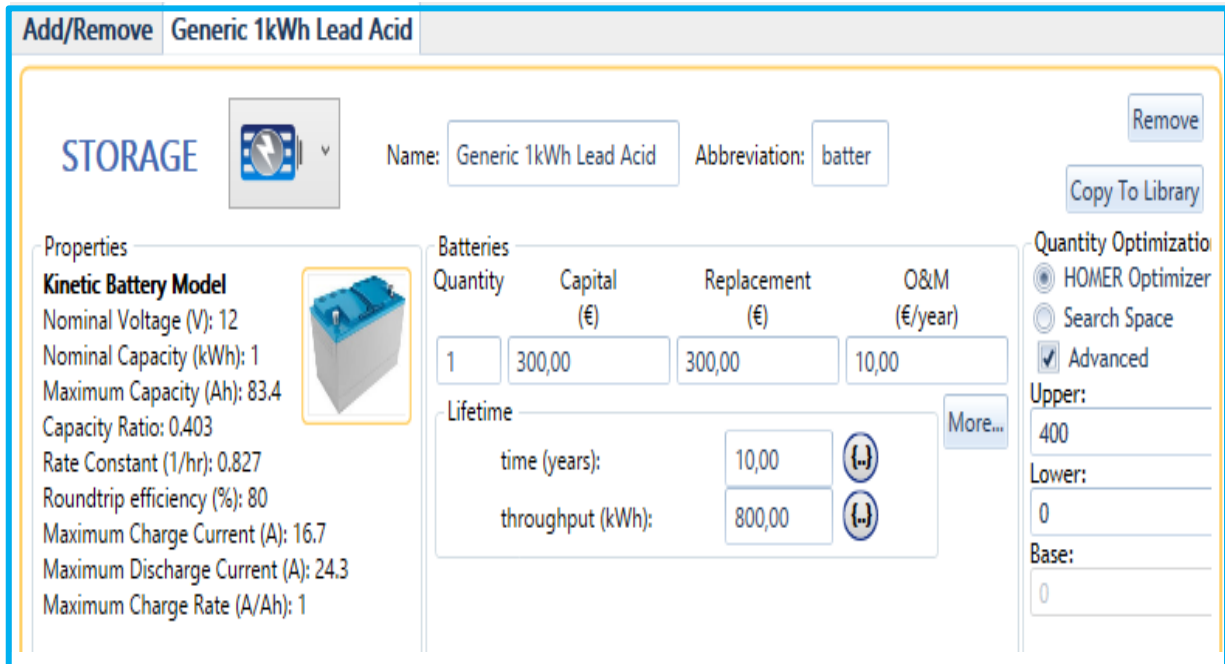 Add/Remove Generic 1kWh Lead Acid
STORAGE
Name: Generic 1kWh Lead Acid Abbreviation: batter
Remove
Copy To Library
Properties
Kinetic Battery Model
Nominal Voltage (V): 12
Nominal Capacity (kWh): 1
Maximum Capacity (Ah): 83.4
Capacity Ratio: 0.403
Rate Constant (1/hr): 0.827
Roundtrip efficiency (%): 80
Maximum Charge Current (A): 16.7
Maximum Discharge Current (A): 24.3
Maximum Charge Rate (A/Ah): 1
Batteries
Quantity Capital Replacement O&M
(€) (€) (€/year)
1 300,00 300,00 10,00
Lifetime
time (years): 10,00 {..}
throughput (kWh): 800,00 {..}
More...
Quantity Optimizatio
HOMER Optimizer
Search Space
Advanced
Upper:
400
Lower:
0
Base:
0